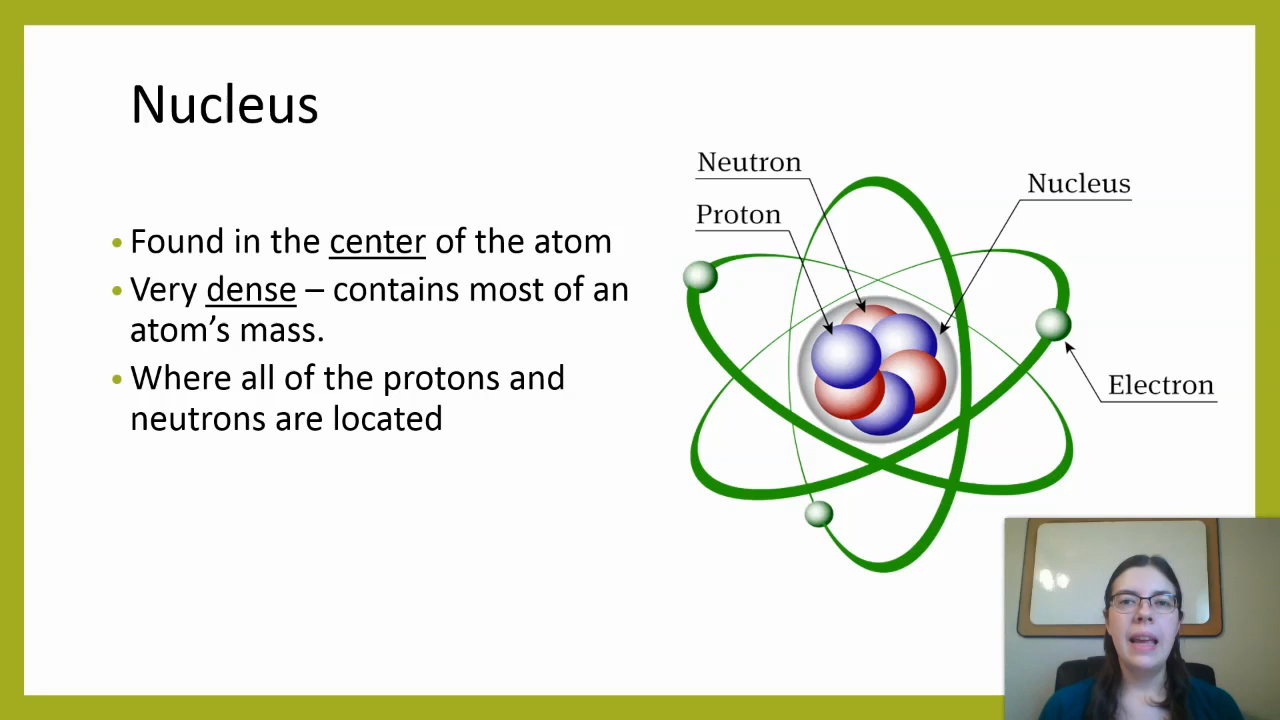 Nucleus
• Found in the center of the atom
• Very dense – contains most of an
atom’s mass.
• Where all of the protons and
neutrons are located
Neutron
Proton
Nucleus
Electron